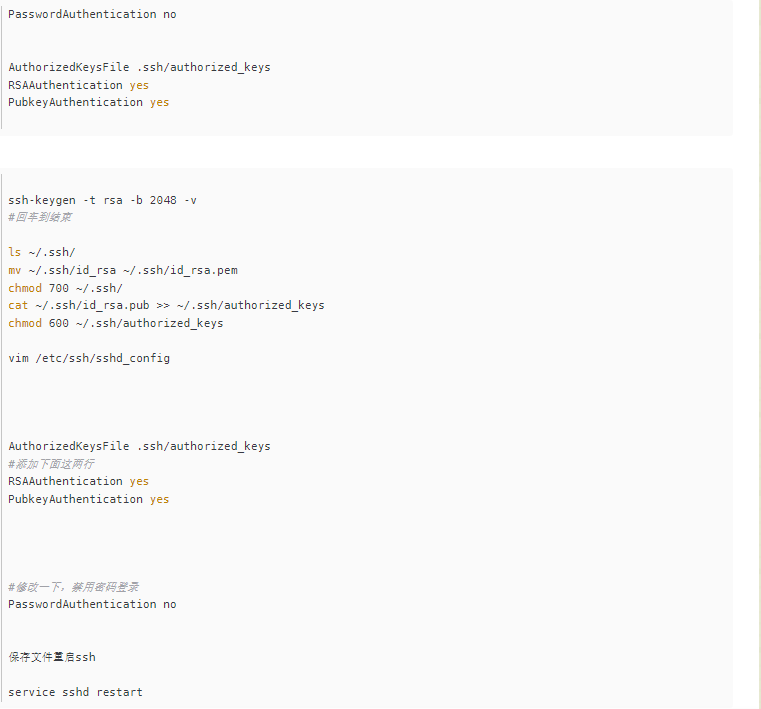 PasswordAuthentication no
AuthorizedKeysFile .ssh/authorized_keys
RSAAuthentication yes
PubkeyAuthentication yes
ssh-keygen -t rsa -b 2048 -v
#回车到结束
ls ~/.ssh/
mv ~/.ssh/id_rsa ~/.ssh/id_rsa.pem
chmod 700 ~/.ssh/
cat ~/.ssh/id_rsa.pub >> ~/.ssh/authorized_keys
chmod 600 ~/.ssh/authorized_keys
vim /etc/ssh/sshd_config
AuthorizedKeysFile .ssh/authorized_keys
#添加下面这两行
RSAAuthentication yes
PubkeyAuthentication yes
#修改一下，禁用密码登录
PasswordAuthentication no
保存文件重启ssh
service sshd restart